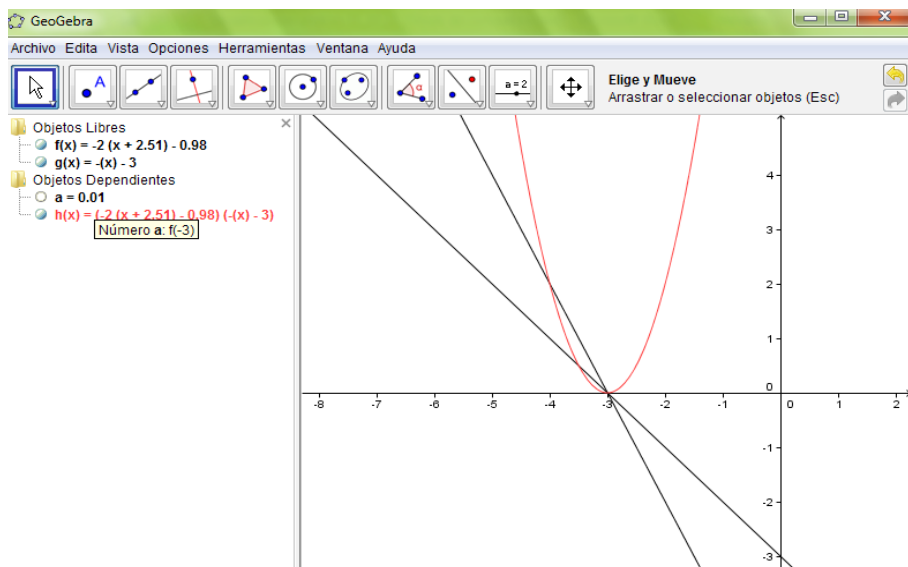 GeoGebra
Archivo Edita Vista Opciones Herramientas Ventana Ayuda
A
α
a = 2
Elige y Mueve
Arrastrar o seleccionar objetos (Esc)
Objetos Libres
f(x) = -2 (x + 2.51) - 0.98
g(x) = -(x) - 3
Objetos Dependientes
a = 0.01
h(x) = (-2 (x + 2.51) - 0.98) (-(x) - 3)
Número a: f(-3)
4
3
2
1
0
-8 -7 -6 -5 -4 -3 -2 -1 0 1 2
-1
-2
-3